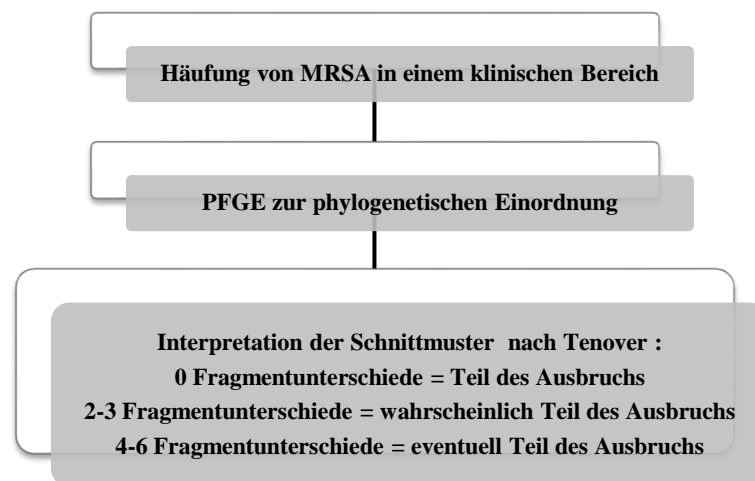 Häufung von MRSA in einem klinischen Bereich
PFGE zur phylogenetischen Einordnung
Interpretation der Schnittmuster nach Tenover :
0 Fragmentunterschiede = Teil des Ausbruchs
2-3 Fragmentunterschiede = wahrscheinlich Teil des Ausbruchs
4-6 Fragmentunterschiede = eventuell Teil des Ausbruchs